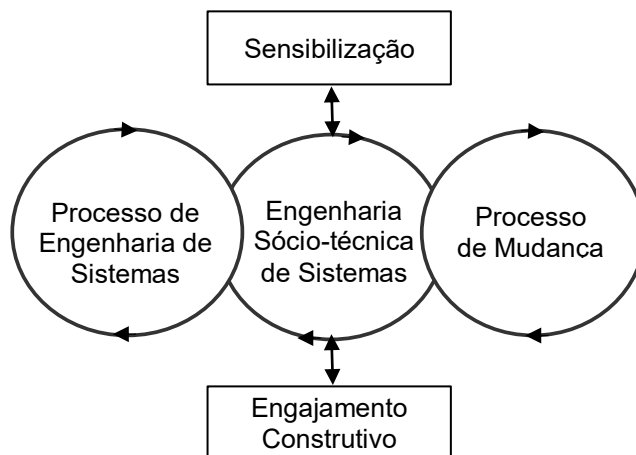 Sensibilização
Processo de
Engenharia de
Sistemas
Engenharia
Sócio-técnica
de Sistemas
Processo
de Mudança
Engajamento
Construtivo